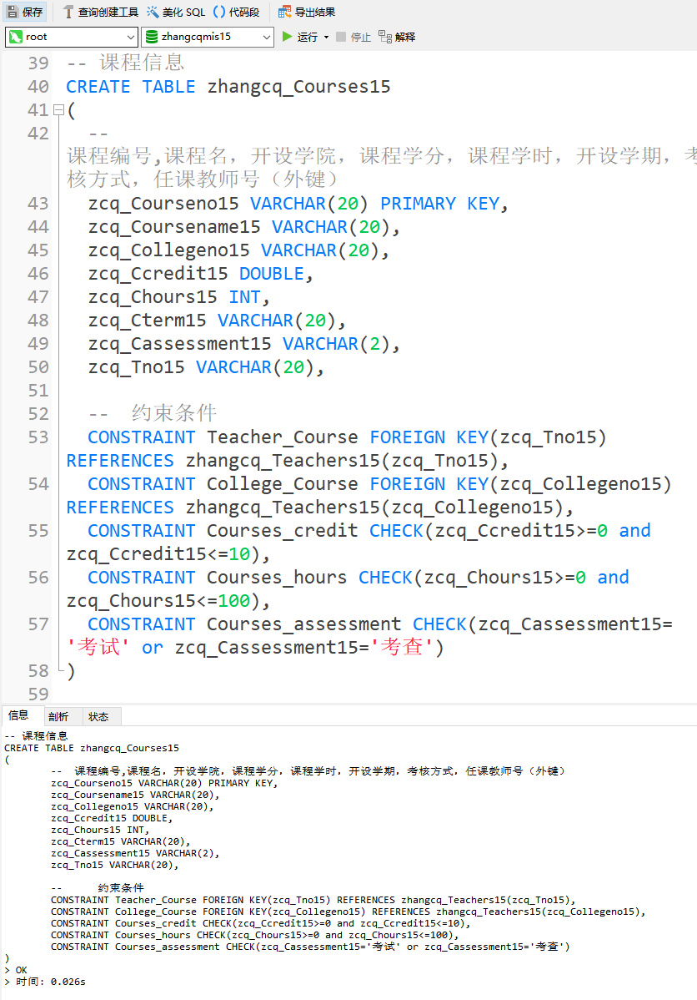 保存 查询创建工具 美化 SQL () 代码段 导出结果
root zhangcqmis15 运行 停止 解释
39 -- 课程信息
40 CREATE TABLE zhangcq_Courses15
41 (
42 --
课程编号,课程名，开设学院，课程学分，课程学时，开设学期，考
核方式，任课教师号（外键）
43 zcq_Courseno15 VARCHAR(20) PRIMARY KEY,
44 zcq_Coursename15 VARCHAR(20),
45 zcq_Collegeno15 VARCHAR(20),
46 zcq_Ccredit15 DOUBLE,
47 zcq_Chours15 INT,
48 zcq_Cterm15 VARCHAR(20),
49 zcq_Cassessment15 VARCHAR(2),
50 zcq_Tno15 VARCHAR(20),
51
52 -- 约束条件
53 CONSTRAINT Teacher_Course FOREIGN KEY(zcq_Tno15)
REFERENCES zhangcq_Teachers15(zcq_Tno15),
54 CONSTRAINT College_Course FOREIGN KEY(zcq_Collegeno15)
REFERENCES zhangcq_Teachers15(zcq_Collegeno15),
55 CONSTRAINT Courses_credit CHECK(zcq_Ccredit15>=0 and
zcq_Ccredit15<=10),
56 CONSTRAINT Courses_hours CHECK(zcq_Chours15>=0 and
zcq_Chours15<=100),
57 CONSTRAINT Courses_assessment CHECK(zcq_Cassessment15=
'考试' or zcq_Cassessment15='考查')
58 )
59
信息 剖析 状态
-- 课程信息
CREATE TABLE zhangcq_Courses15
(
-- 课程编号,课程名，开设学院，课程学分，课程学时，开设学期，考核方式，任课教师号（外键）
zcq_Courseno15 VARCHAR(20) PRIMARY KEY,
zcq_Coursename15 VARCHAR(20),
zcq_Collegeno15 VARCHAR(20),
zcq_Ccredit15 DOUBLE,
zcq_Chours15 INT,
zcq_Cterm15 VARCHAR(20),
zcq_Cassessment15 VARCHAR(2),
zcq_Tno15 VARCHAR(20),
-- 约束条件
CONSTRAINT Teacher_Course FOREIGN KEY(zcq_Tno15) REFERENCES zhangcq_Teachers15(zcq_Tno15),
CONSTRAINT College_Course FOREIGN KEY(zcq_Collegeno15) REFERENCES zhangcq_Teachers15(zcq_Collegeno15),
CONSTRAINT Courses_credit CHECK(zcq_Ccredit15>=0 and zcq_Ccredit15<=10),
CONSTRAINT Courses_hours CHECK(zcq_Chours15>=0 and zcq_Chours15<=100),
CONSTRAINT Courses_assessment CHECK(zcq_Cassessment15='考试' or zcq_Cassessment15='考查')
)
> OK
> 时间: 0.026s